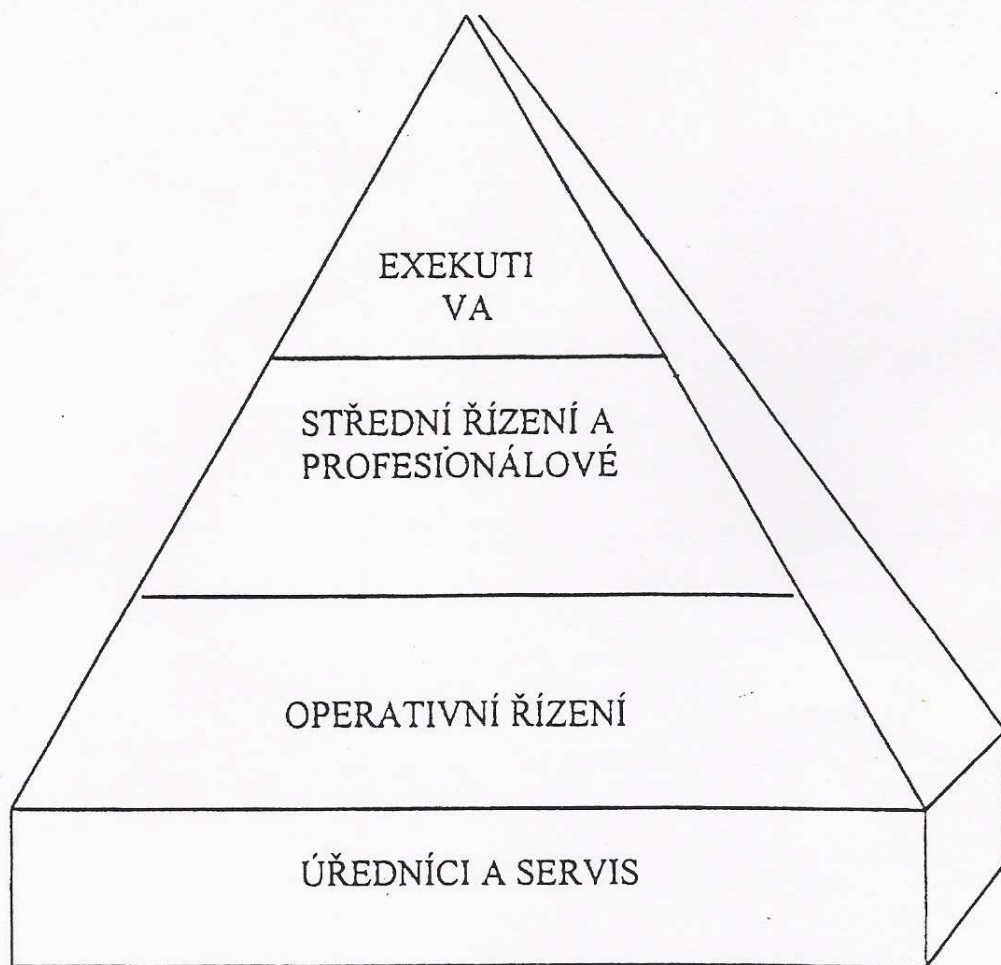 EXEKUTI
VA
STŘEDNÍ ŘÍZENÍ A
PROFESIONÁLOVÉ
OPERATIVNÍ ŘÍZENÍ
ÚŘEDNÍCI A SERVIS